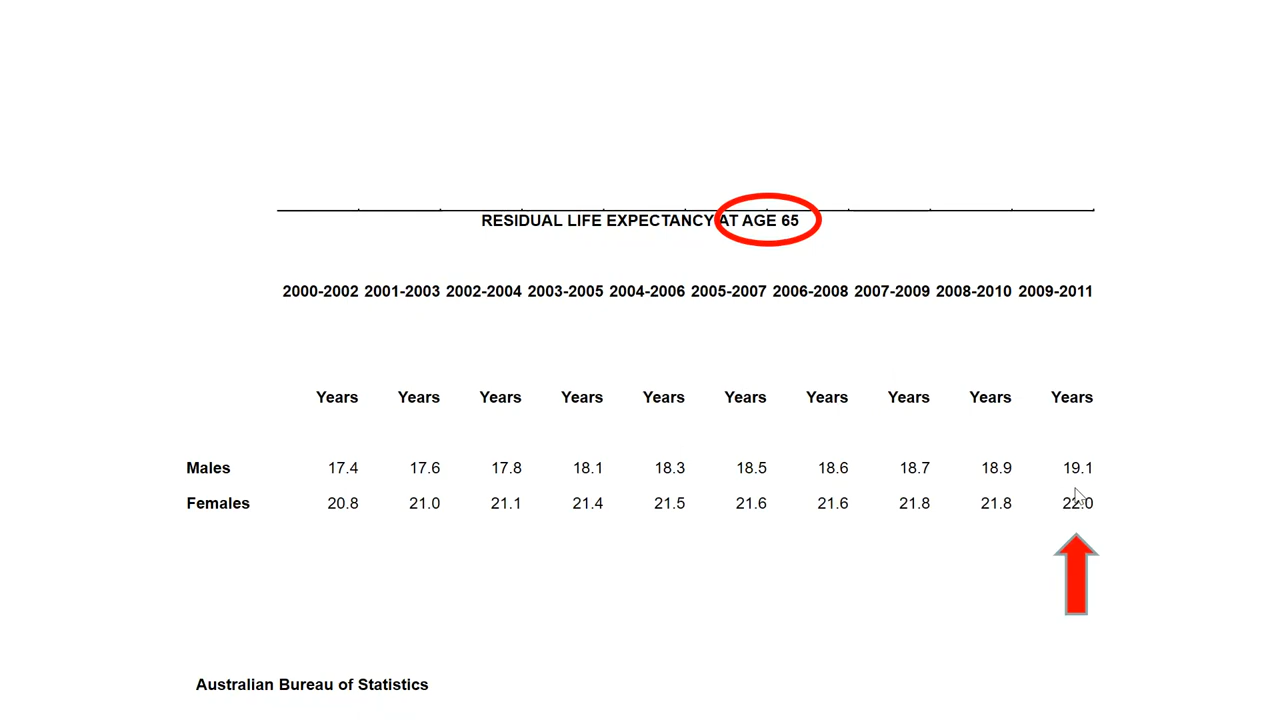 RESIDUAL LIFE EXPECTANCY AT AGE 65
2000-2002 2001-2003 2002-2004 2003-2005 2004-2006 2005-2007 2006-2008 2007-2009 2008-2010 2009-2011
Years Years Years Years Years Years Years Years Years Years
Males 17.4 17.6 17.8 18.1 18.3 18.5 18.6 18.7 18.9 19.1
Females 20.8 21.0 21.1 21.4 21.5 21.6 21.6 21.8 21.8 22.0
Australian Bureau of Statistics